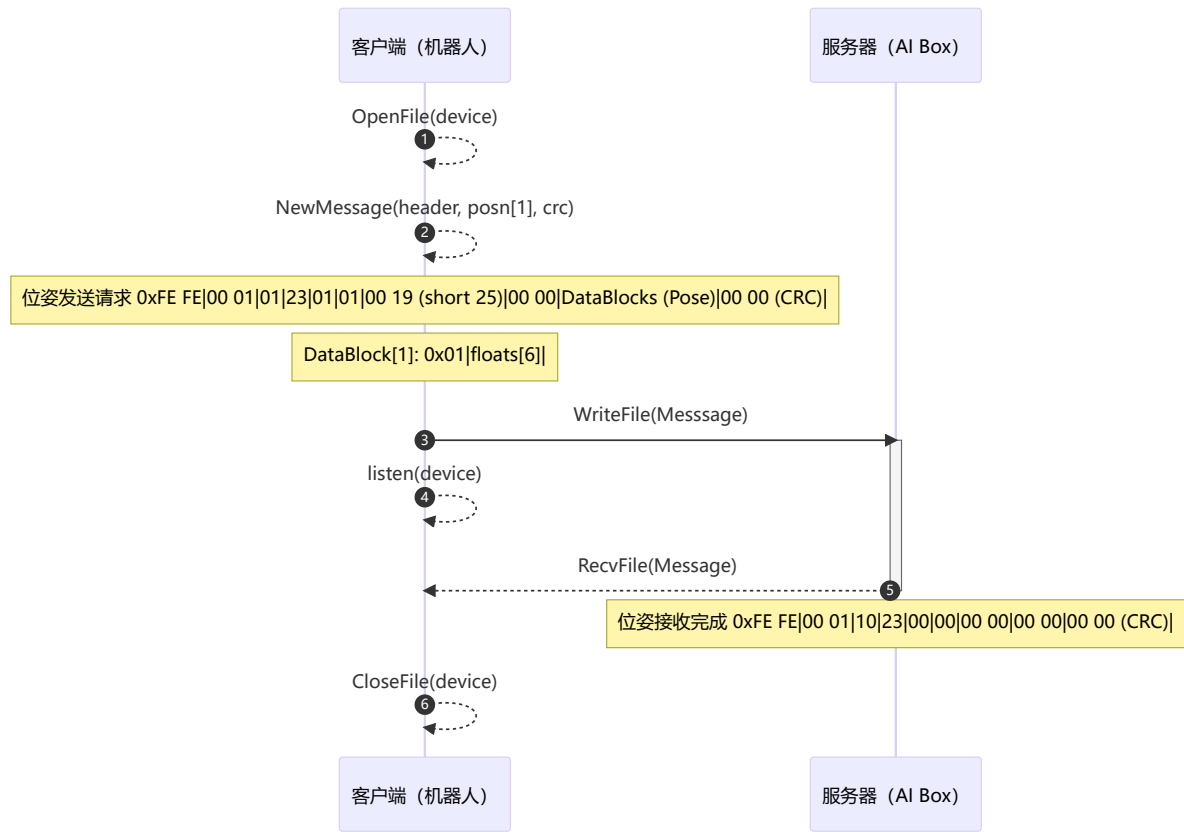 客户端（机器人）
服务器（AI Box）
OpenFile(device)
1
NewMessage(header, posn[1], crc)
2
位姿发送请求 0xFE FE|00 01|01|23|01|01|00 19 (short 25)|00 00|DataBlocks (Pose)|00 00 (CRC)|
DataBlock[1]: 0x01|floats[6]|
WriteFile(Messsage)
3
listen(device)
4
RecvFile(Message)
5
位姿接收完成 0xFE FE|00 01|10|23|00|00|00 00|00 00|00 00 (CRC)|
CloseFile(device)
6
客户端（机器人）
服务器（AI Box）